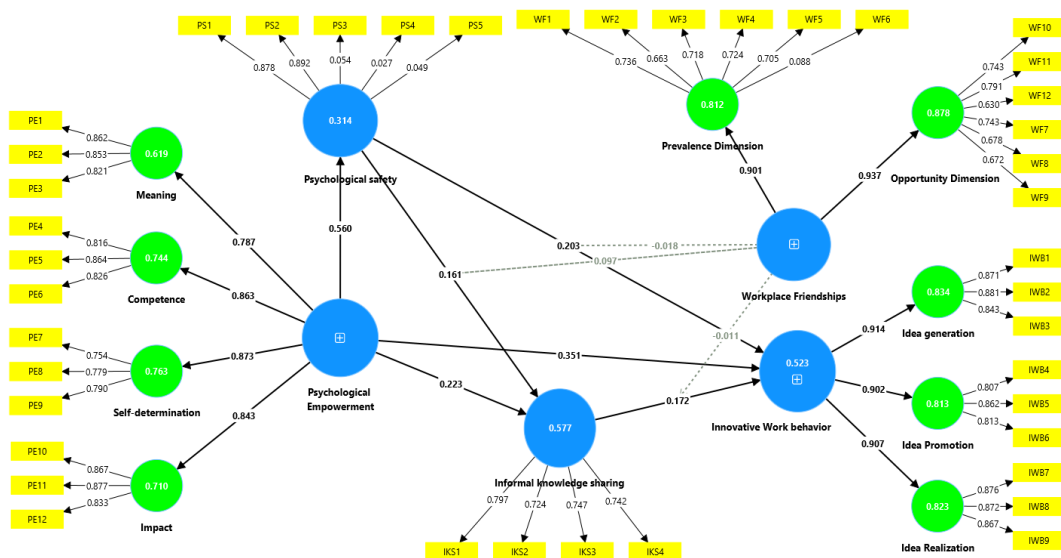 PS1
PS2
PS3
PS4
PS5
0.878
0.892
0.054
0.027
0.049
0.314
Psychological safety
WF1
WF2
WF3
WF4
WF5
WF6
0.736
0.663
0.718
0.724
0.705
0.088
0.812
Prevalence Dimension
WF10
WF11
WF12
WF7
WF8
WF9
0.743
0.791
0.630
0.743
0.678
0.672
0.878
Opportunity Dimension
PE1
PE2
PE3
0.862
0.853
0.821
0.619
Meaning
PE4
PE5
PE6
0.816
0.864
0.826
0.744
Competence
PE7
PE8
PE9
0.754
0.779
0.790
0.763
Self-determination
PE10
PE11
PE12
0.867
0.877
0.833
0.710
Impact
0.787
0.863
0.873
0.843
0.560
Psychological
Empowerment
0.901
0.937
Workplace Friendships
0.203
-0.018
0.161
0.097
-0.011
0.351
0.223
0.172
0.577
Informal knowledge sharing
0.797
0.724
0.747
0.742
IKS1
IKS2
IKS3
IKS4
0.523
Innovative Work behavior
0.914
0.902
0.907
0.834
Idea generation
0.871
0.881
0.843
IWB1
IWB2
IWB3
0.813
Idea Promotion
0.807
0.862
0.813
IWB4
IWB5
IWB6
0.823
Idea Realization
0.876
0.872
0.867
IWB7
IWB8
IWB9